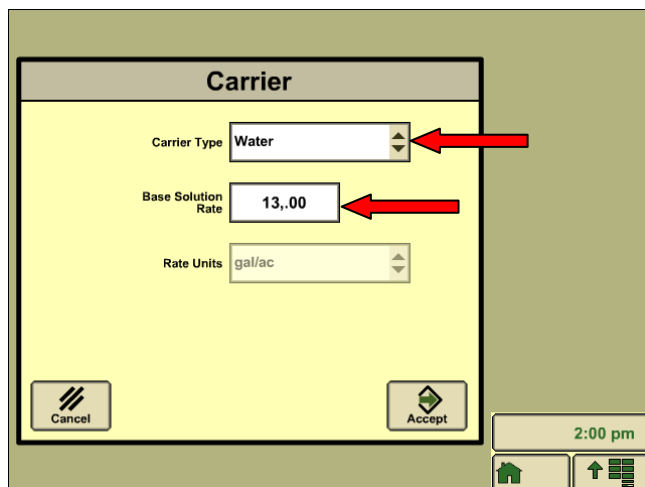 Carrier
Carrier Type
Water
Base Solution
Rate
13,.00
Rate Units
gal/ac
Cancel
Accept
2:00 pm